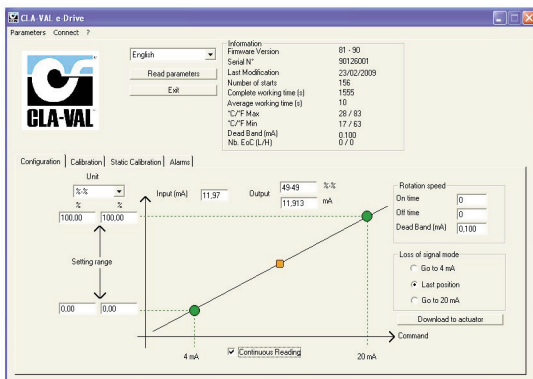 CLA-VAL e-Drive
Parameters Connect ?
CLA-VAL
English
Read parameters
Exit
Information
Firmware Version 81 - 90
Serial N° 90126001
Last Modification 23/02/2009
Number of starts 156
Complete working time (s) 1555
Average working time (s) 10
°C/°F Max 28 / 83
°C/°F Min 17 / 63
Dead Band (mA) 0.100
Nb. EoC (L/H) 0 / 0
Configuration Calibration Static Calibration Alarms
Unit
%-%
% %
100,00 100,00
Setting range
0,00 0,00
Input (mA) 11,97
Output 49-49 %-%
11,913 mA
4 mA
Continuous Reading
20 mA
Command
Rotation speed
On time 0
Off time 0
Dead Band (mA) 0,100
Loss of signal mode
Go to 4 mA
Last position
Go to 20 mA
Download to actuator